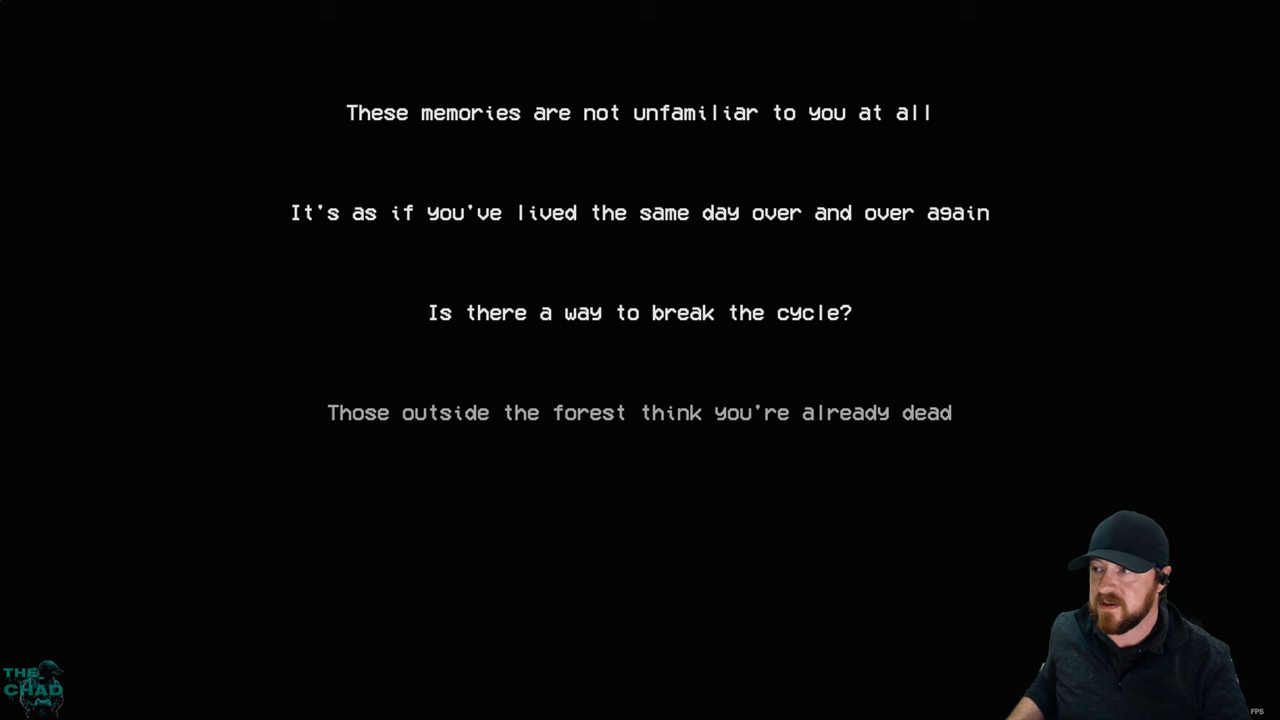 These memories are not unfamiliar to you at all
It's as if you've lived the same day over and over again
Is there a way to break the cycle?
Those outside the forest think you're already dead
THE
CHAD
FPS